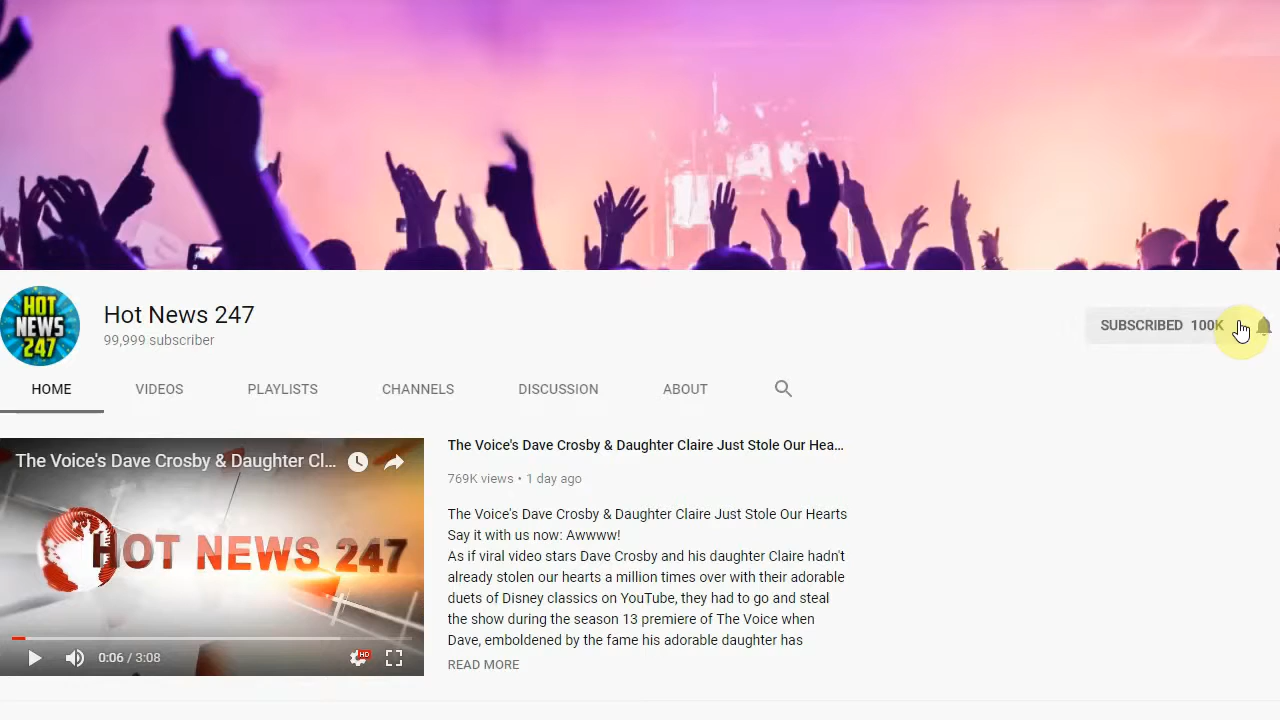 HOT
NEWS
247
Hot News 247
99,999 subscriber
SUBSCRIBED 100K
HOME VIDEOS PLAYLISTS CHANNELS DISCUSSION ABOUT
The Voice's Dave Crosby & Daughter Cl...
HOT NEWS 247
HD
0:06 / 3:08
The Voice's Dave Crosby & Daughter Claire Just Stole Our Hea...
769K views • 1 day ago
The Voice's Dave Crosby & Daughter Claire Just Stole Our Hearts
Say it with us now: Awwww!
As if viral video stars Dave Crosby and his daughter Claire hadn't
already stolen our hearts a million times over with their adorable
duets of Disney classics on YouTube, they had to go and steal
the show during the season 13 premiere of The Voice when
Dave, emboldened by the fame his adorable daughter has
READ MORE